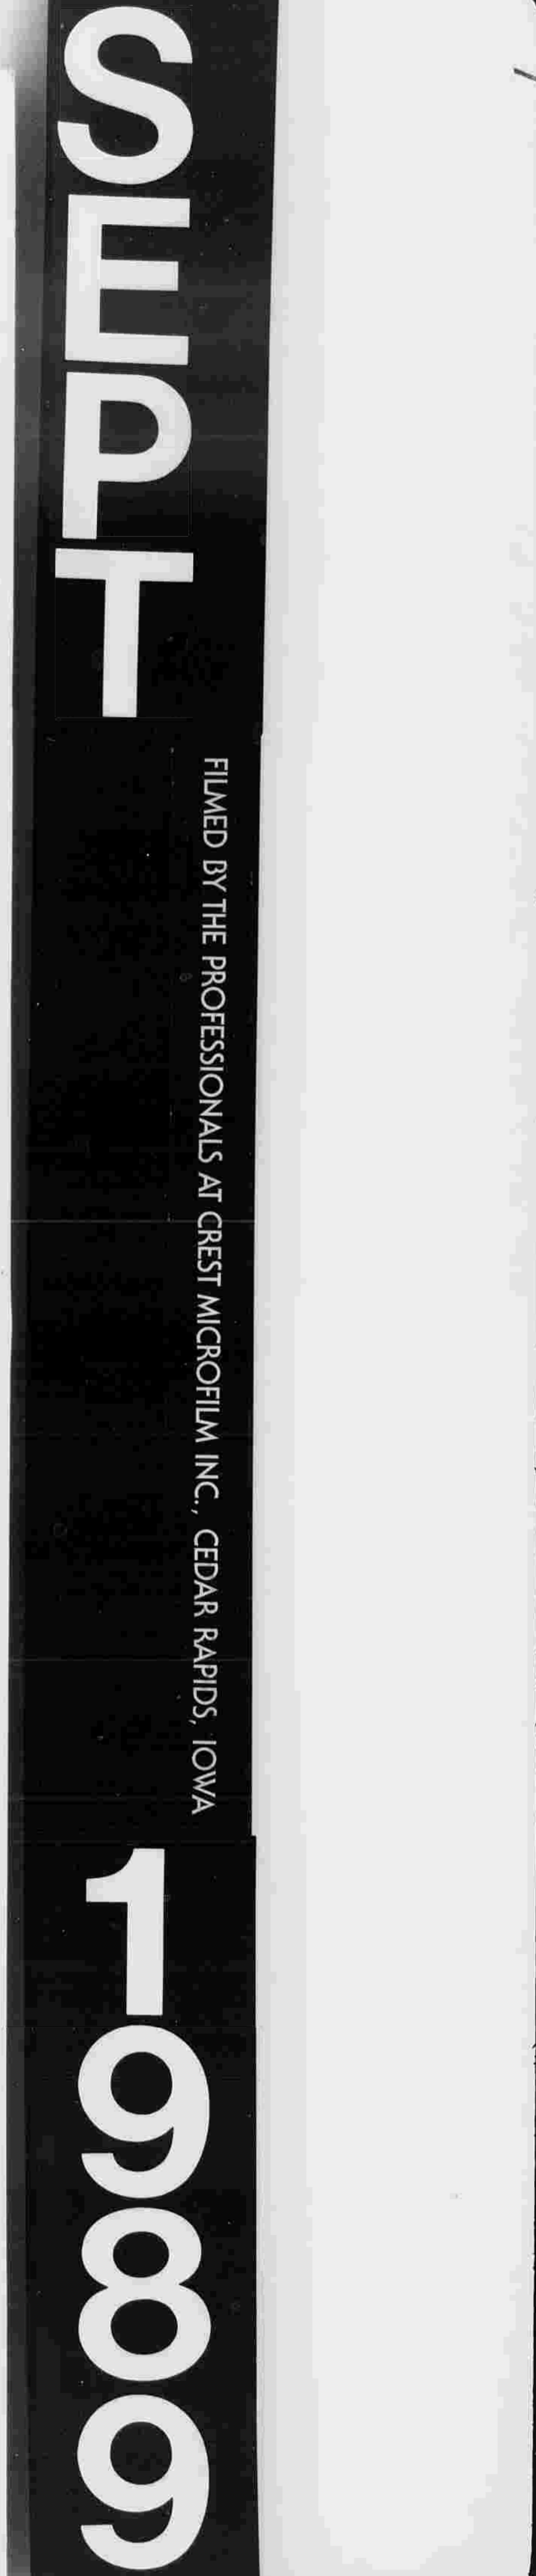 SEPT
FILMED BY THE PROFESSIONALS AT CREST MICROFILM INC., CEDAR RAPIDS, IOWA
1989